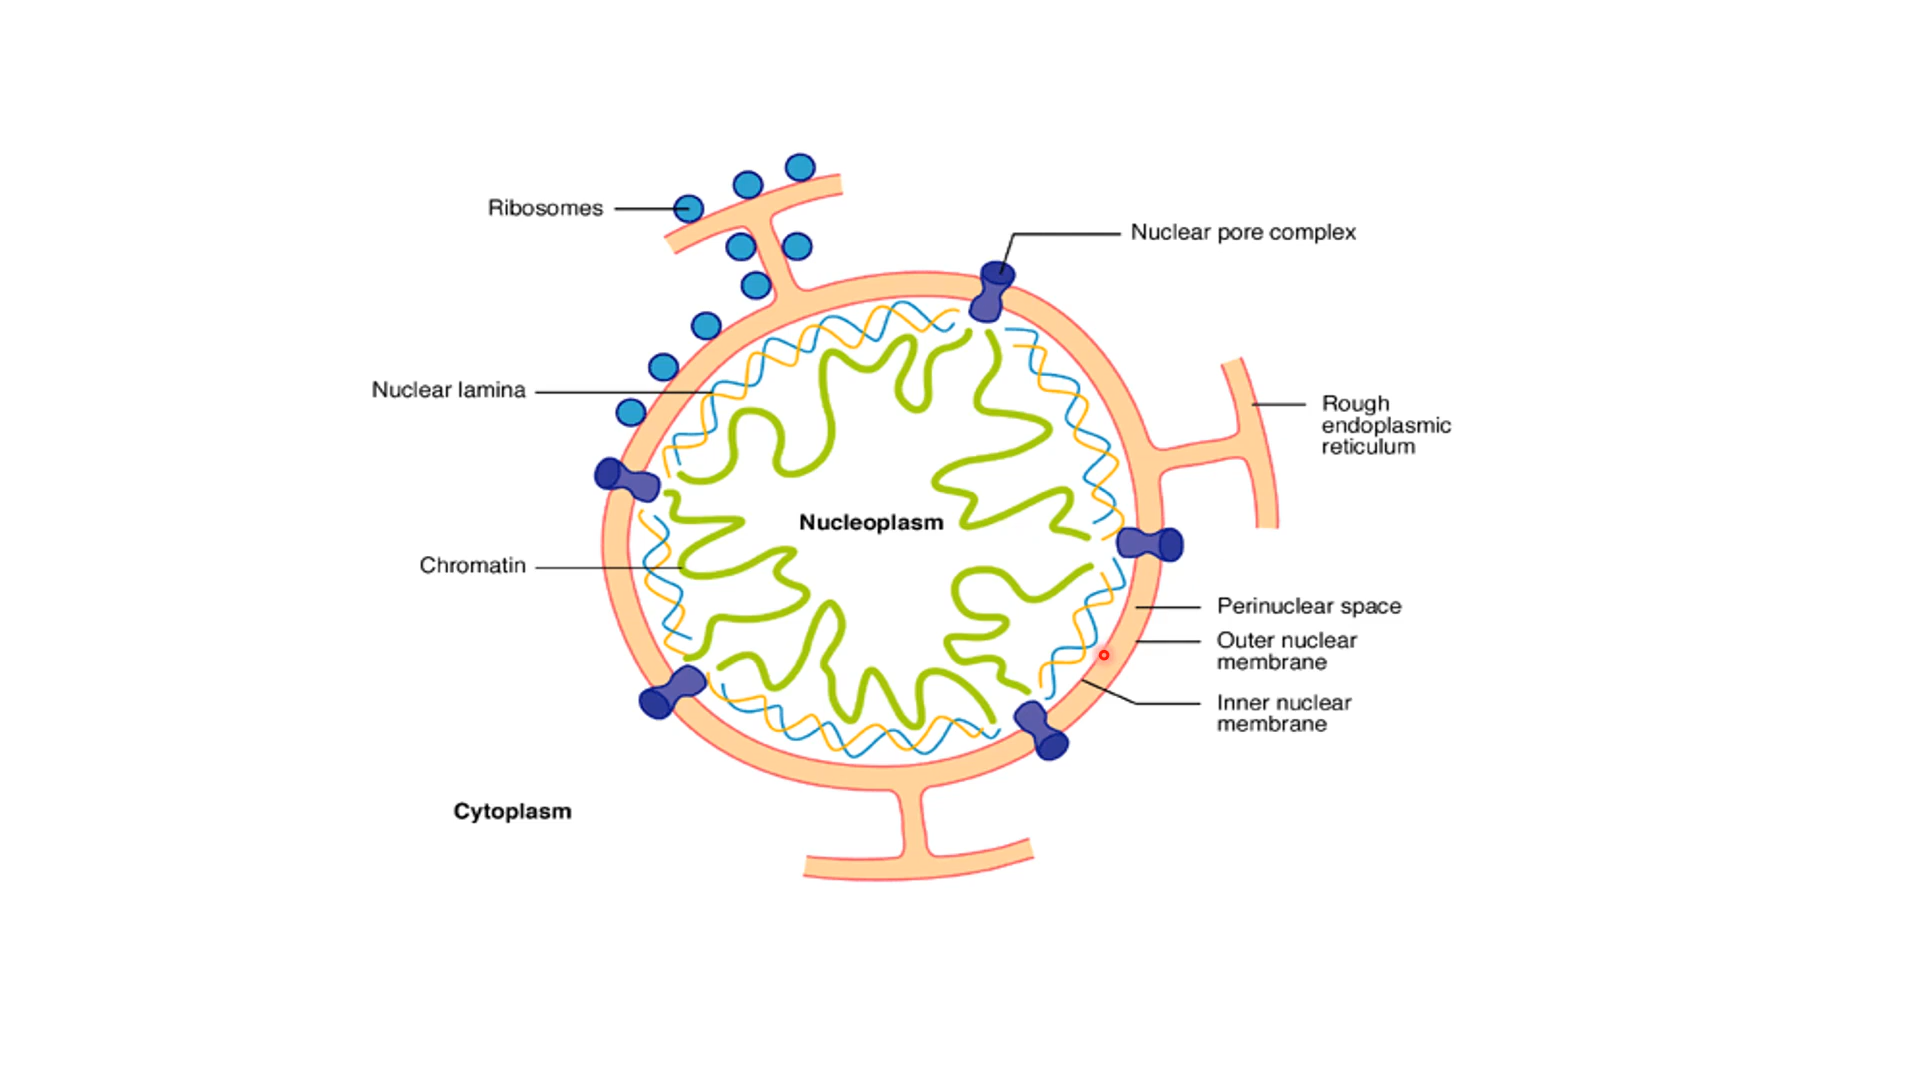 Ribosomes
Nuclear pore complex
Nuclear lamina
Rough
endoplasmic
reticulum
Nucleoplasm
Chromatin
Perinuclear space
Outer nuclear
membrane
Inner nuclear
membrane
Cytoplasm